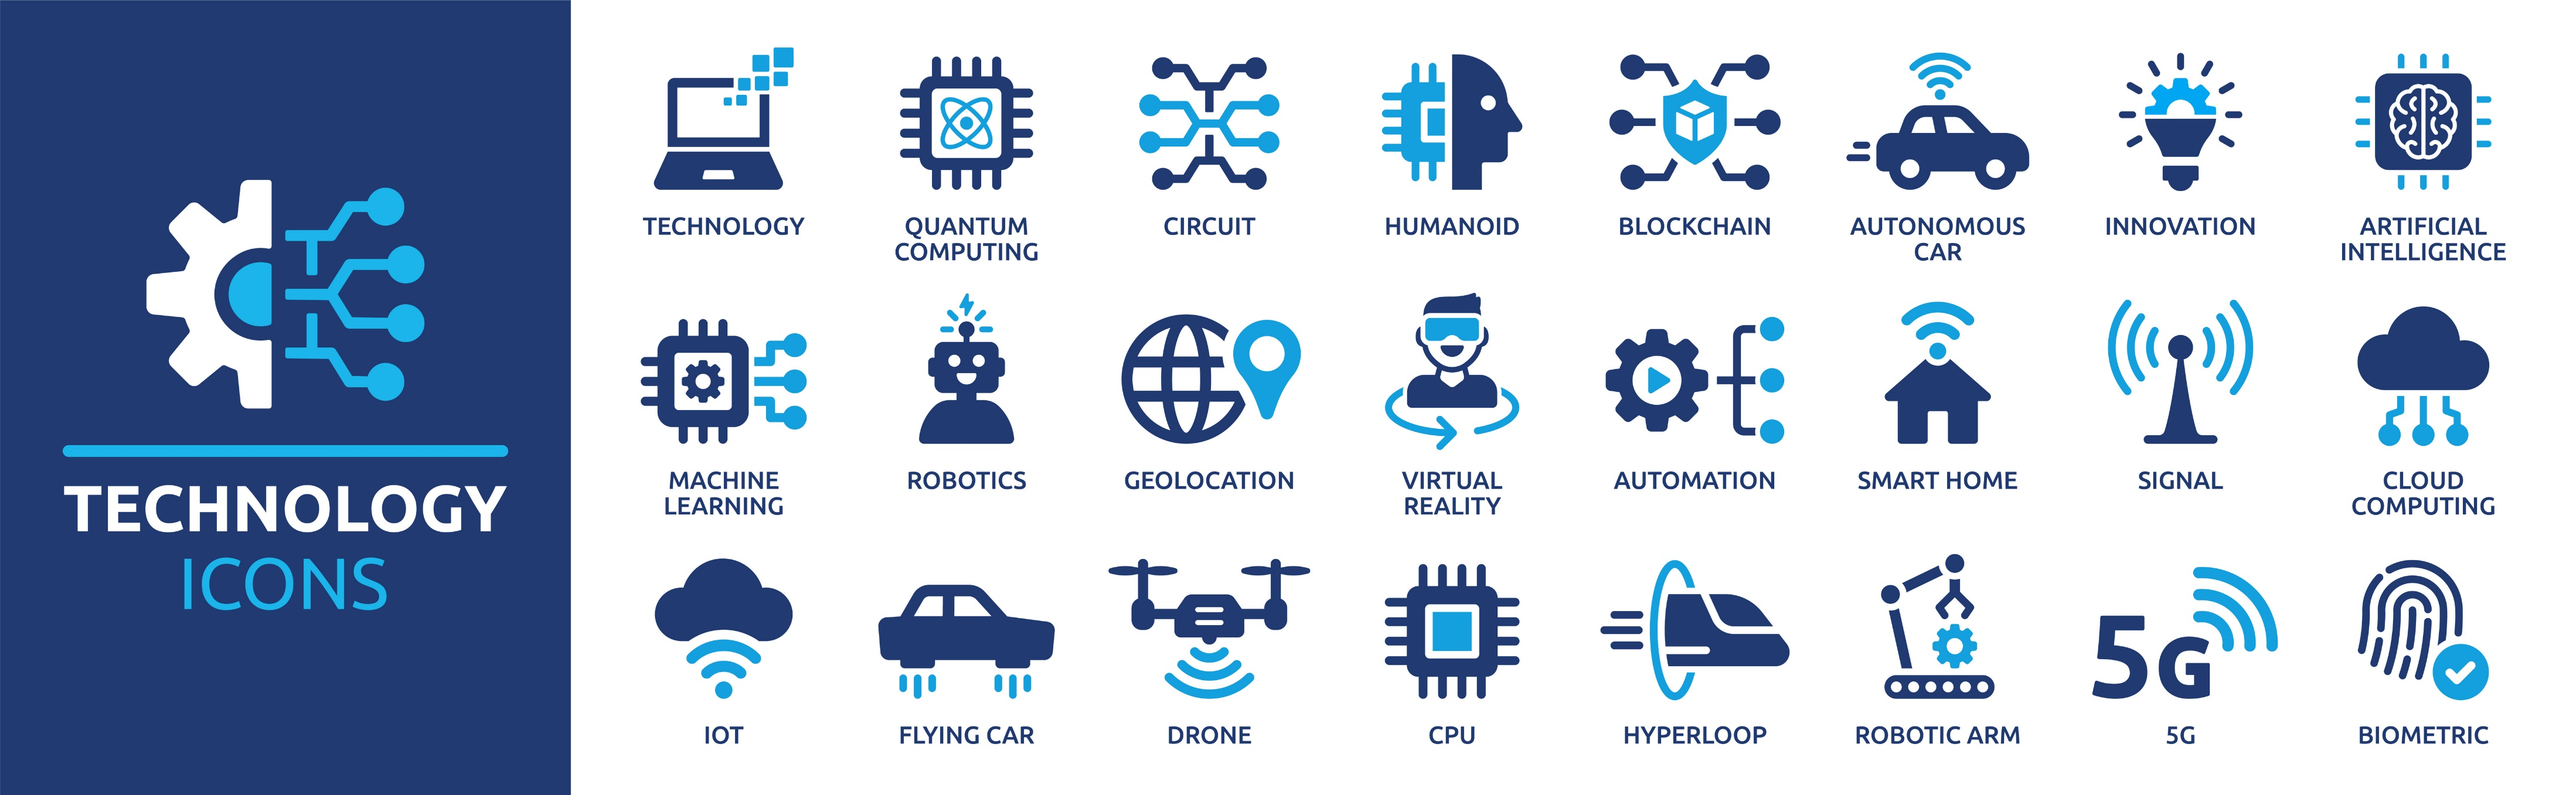 TECHNOLOGY
ICONS
TECHNOLOGY
QUANTUM
COMPUTING
CIRCUIT
HUMANOID
BLOCKCHAIN
AUTONOMOUS
CAR
INNOVATION
ARTIFICIAL
INTELLIGENCE
MACHINE
LEARNING
ROBOTICS
GEOLOCATION
VIRTUAL
REALITY
AUTOMATION
SMART HOME
SIGNAL
CLOUD
COMPUTING
IOT
FLYING CAR
DRONE
CPU
HYPERLOOP
ROBOTIC ARM
5G
5G
BIOMETRIC